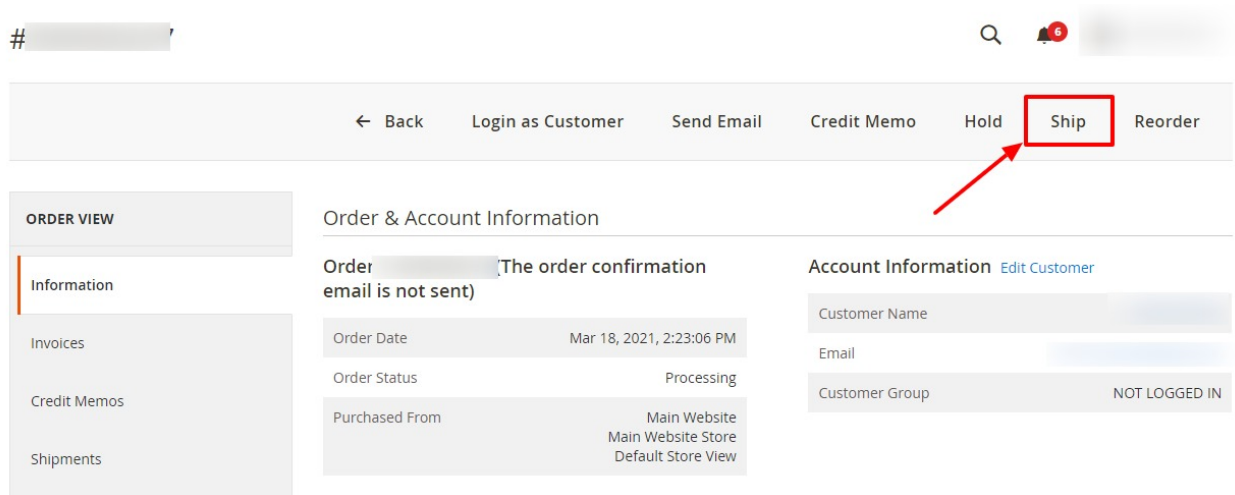 #
6
← Back Login as Customer Send Email Credit Memo Hold Ship Reorder
ORDER VIEW
Information
Invoices
Credit Memos
Shipments
Order & Account Information
Order (The order confirmation
email is not sent)
Order Date Mar 18, 2021, 2:23:06 PM
Order Status Processing
Purchased From Main Website
Main Website Store
Default Store View
Account Information Edit Customer
Customer Name
Email
Customer Group NOT LOGGED IN